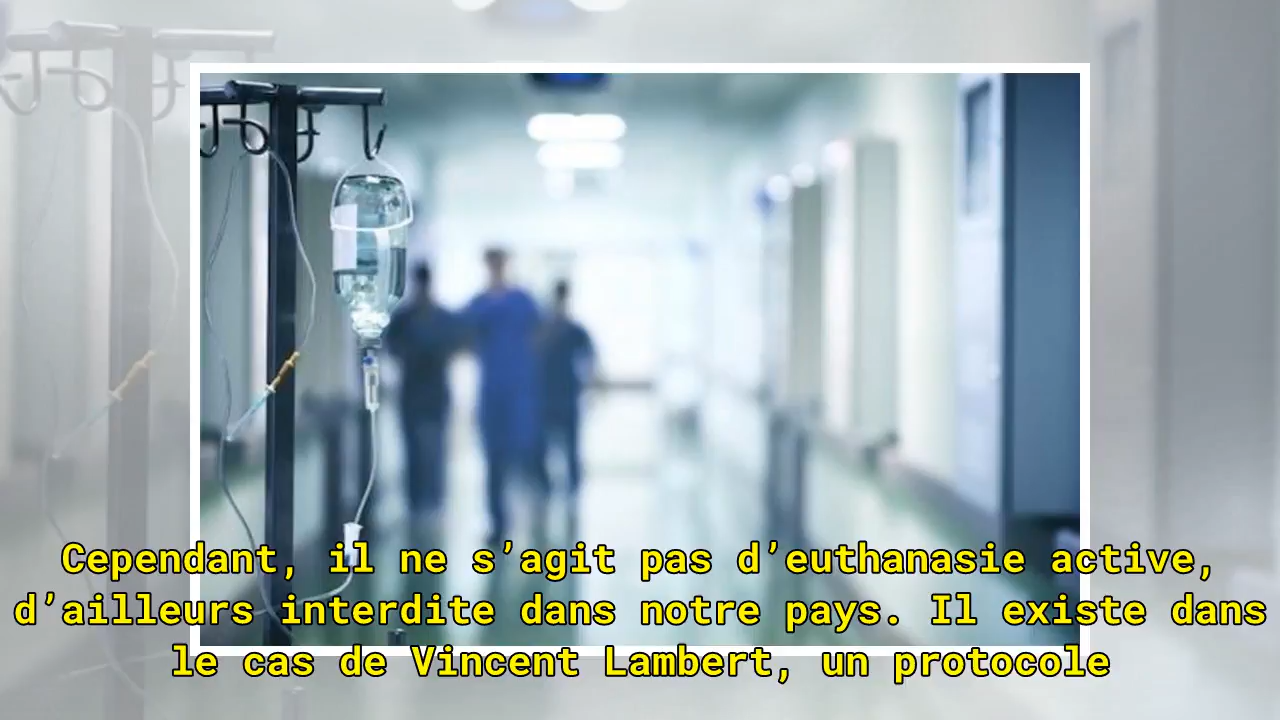 Cependant, il ne s’agit pas d’euthanasie active,
d’ailleurs interdite dans notre pays. Il existe dans
le cas de Vincent Lambert, un protocole